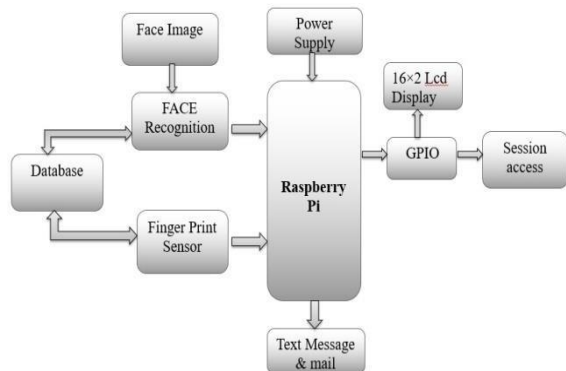 Face Image
Power
Supply
16×2 Lcd
Display
FACE
Recognition
GPIO
Session
access
Database
Raspberry
Pi
Finger Print
Sensor
Text Message
& mail